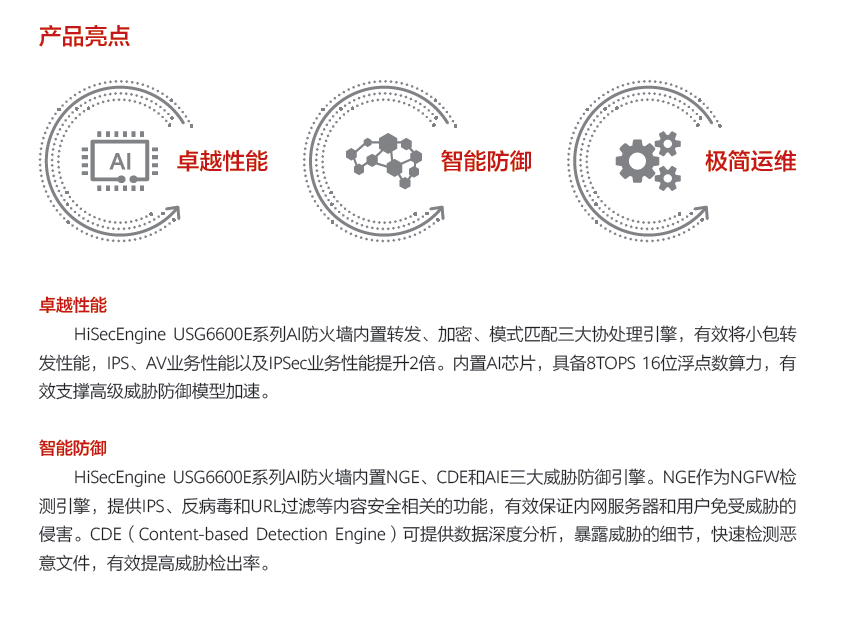 产品亮点
AI
卓越性能
智能防御
极简运维
卓越性能
HiSecEngine USG6600E系列AI防火墙内置转发、加密、模式匹配三大协处理引擎，有效将小包转
发性能，IPS、AV业务性能以及IPSec业务性能提升2倍。内置AI芯片，具备8TOPS 16位浮点数算力，有
效支撑高级威胁防御模型加速。
智能防御
HiSecEngine USG6600E系列AI防火墙内置NGE、CDE和AIE三大威胁防御引擎。NGE作为NGFW检
测引擎，提供IPS、反病毒和URL过滤等内容安全相关的功能，有效保证内网服务器和用户免受威胁的
侵害。CDE（Content-based Detection Engine）可提供数据深度分析，暴露威胁的细节，快速检测恶
意文件，有效提高威胁检出率。